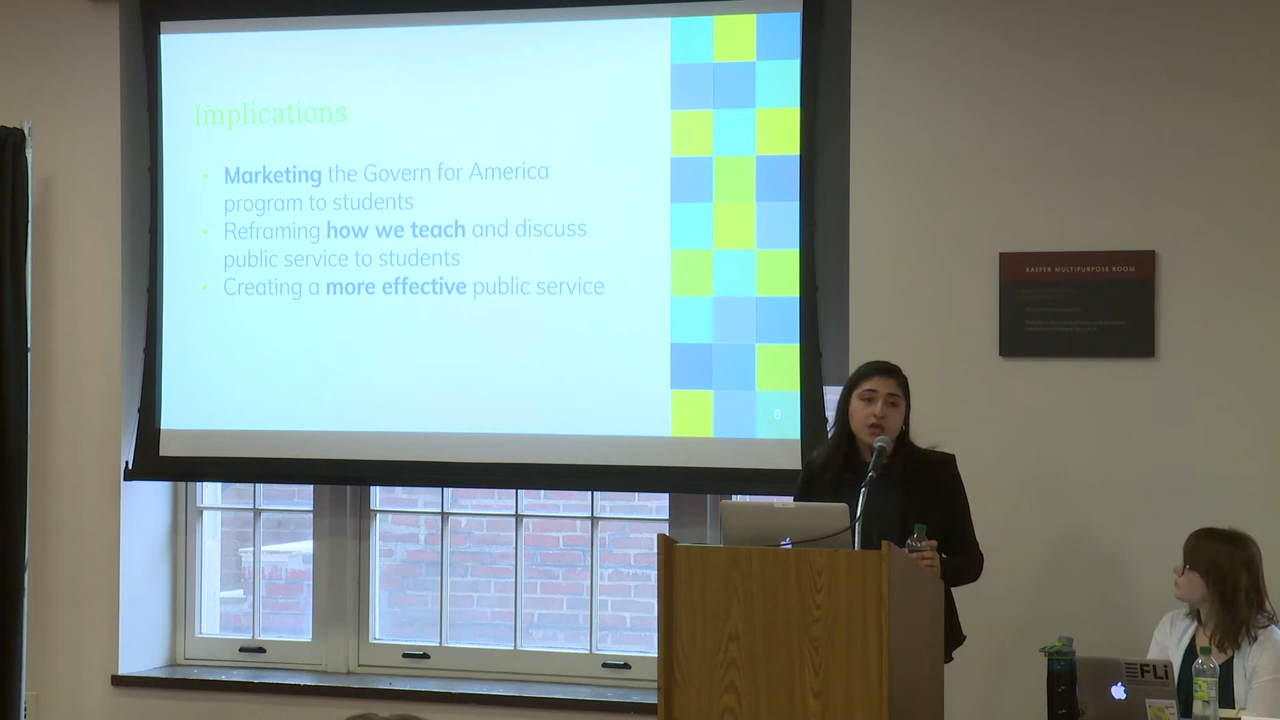 Implications
• Marketing the Govern for America
program to students
• Reframing how we teach and discuss
public service to students
• Creating a more effective public service
6
KASPER MULTIPURPOSE ROOM
FLi